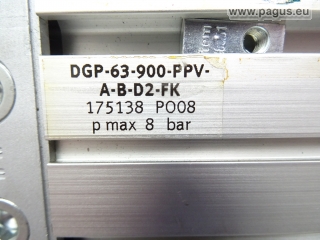 www.pagus.eu
DGP-63-900-PPV-
A-B-D2-FK
175138 PO08
p max 8 bar